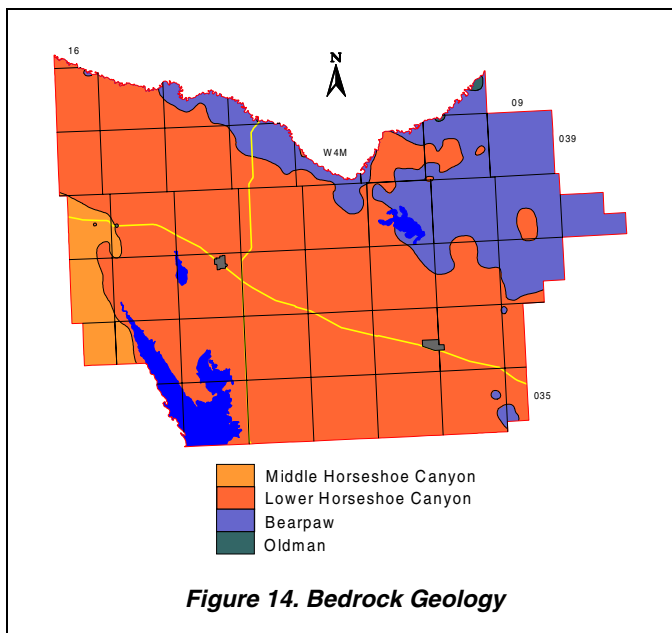 16
N
09
039
W4M
035
Middle Horseshoe Canyon
Lower Horseshoe Canyon
Bearpaw
Oldman
Figure 14. Bedrock Geology